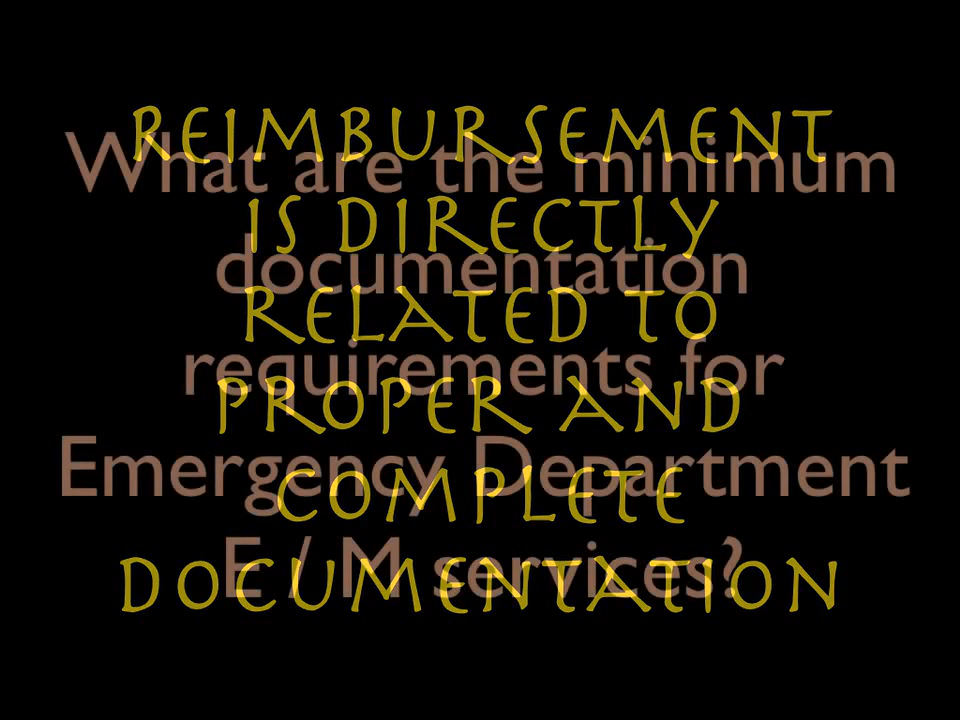 REIMBURSEMENT
IS DIRECTLY
RELATED TO
PROPER AND
COMPLETE
DOCUMENTATION
What are the minimum
documentation
requirements for
Emergency Department
E / M services?